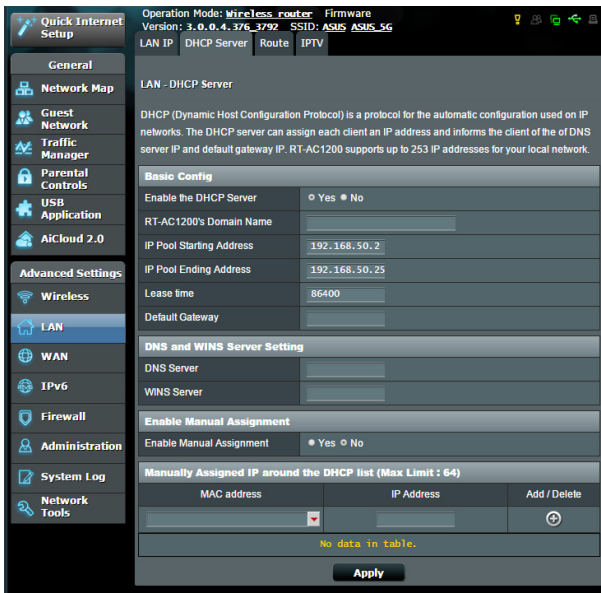 Quick Internet
Setup
Operation Mode: Wireless router Firmware
Version: 3.0.0.4.376_3792 SSID: ASUS ASUS_5G
LAN IP DHCP Server Route IPTV
General
Network Map
Guest
Network
Traffic
Manager
Parental
Controls
USB
Application
AiCloud 2.0
Advanced Settings
Wireless
LAN
WAN
IPv6
Firewall
Administration
System Log
Network
Tools
LAN - DHCP Server
DHCP (Dynamic Host Configuration Protocol) is a protocol for the automatic configuration used on IP
networks. The DHCP server can assign each client an IP address and informs the client of the of DNS
server IP and default gateway IP. RT-AC1200 supports up to 253 IP addresses for your local network.
Basic Config
Enable the DHCP Server Yes No
RT-AC1200's Domain Name
IP Pool Starting Address 192.168.50.2
IP Pool Ending Address 192.168.50.25
Lease time 86400
Default Gateway
DNS and WINS Server Setting
DNS Server
WINS Server
Enable Manual Assignment
Enable Manual Assignment Yes No
Manually Assigned IP around the DHCP list (Max Limit : 64)
MAC address IP Address Add / Delete
No data in table.
Apply